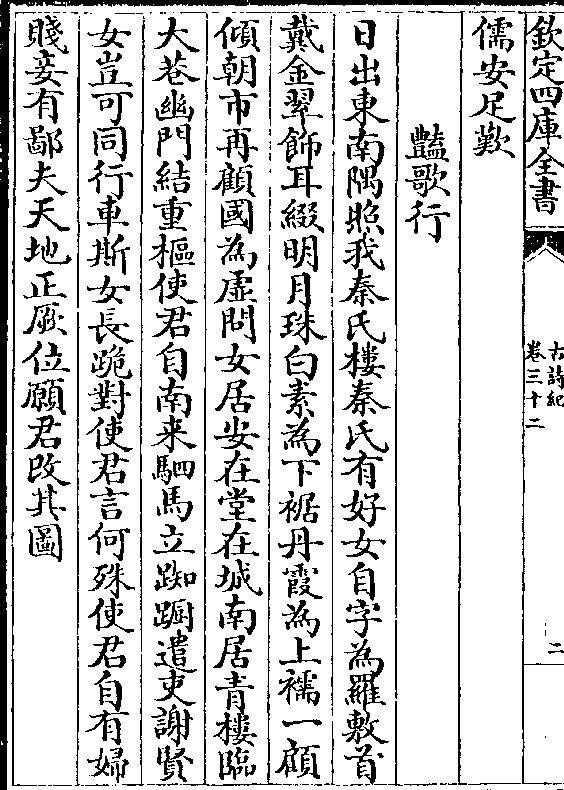 欽定四庫全書
古詩紀
卷三十二
二
儒安足歎
豔歌行
日出東南隅照我秦氏樓秦氏有好女自字為羅敷首
戴金翠飾耳綴明月珠白素為下裾丹霞為上襦一顧
傾朝市再顧國為虛問女居安在堂在城南居青樓臨
大巷幽門結重樞使君自南来駟馬立踟蹰遣吏謝賢
女豈可同行車斯女長跪對使君言何殊使君自有婦
賤妾有鄙夫天地正厥位願君改其圖